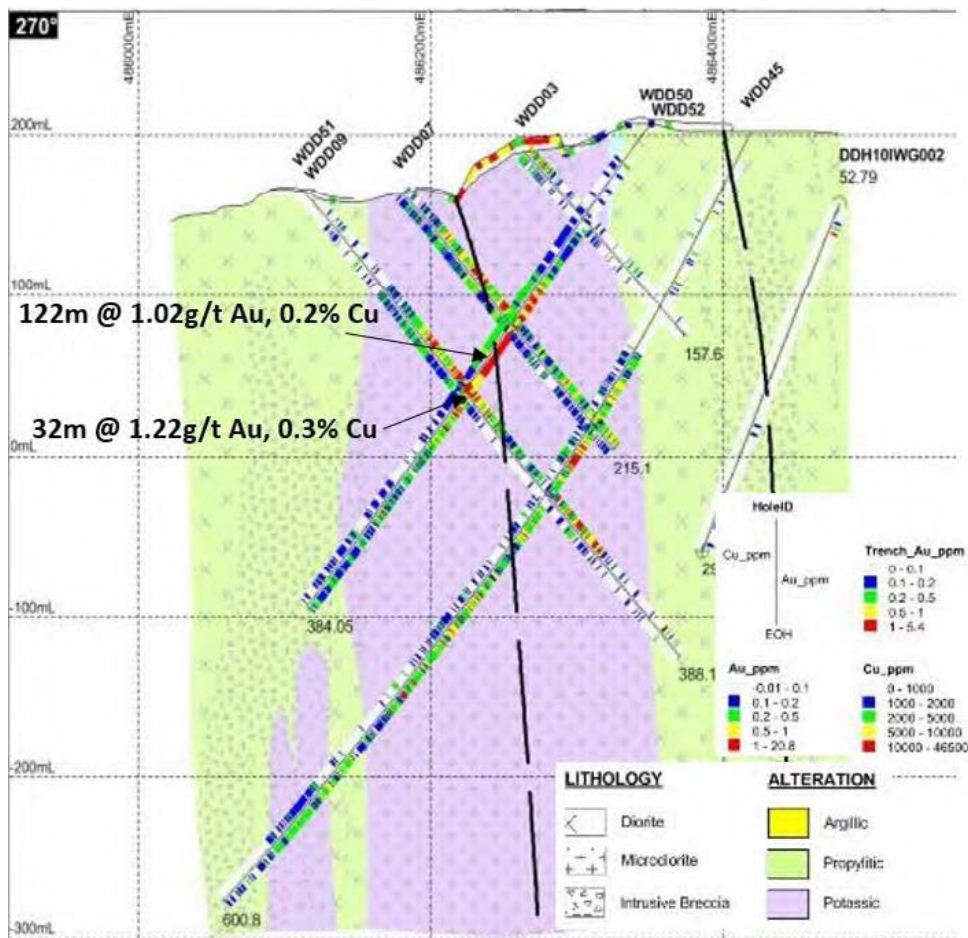 270°
486000mE
486200mE
486400mE
WDD51
WDD09
WDD07
WDD03
WDD50
WDD52
WDD45
DDH10IWG002
52.79
200mL
100mL
0mL
-100mL
-200mL
-300mL
122m @ 1.02g/t Au, 0.2% Cu
32m @ 1.22g/t Au, 0.3% Cu
157.6
215.1
384.05
388.1
600.8
HoleID
Cu_ppm
Au_ppm
EOH
Trench_Au_ppm
0 - 0.1
0.1 - 0.2
0.2 - 0.5
0.5 - 1
1 - 5.4
Au_ppm
-0.01 - 0.1
0.1 - 0.2
0.2 - 0.5
0.5 - 1
1 - 20.8
Cu_ppm
0 - 1000
1000 - 2000
2000 - 5000
5000 - 10000
10000 - 46500
LITHOLOGY
Diorite
Microdiorite
Intrusive Breccia
ALTERATION
Argillic
Propylitic
Potassic